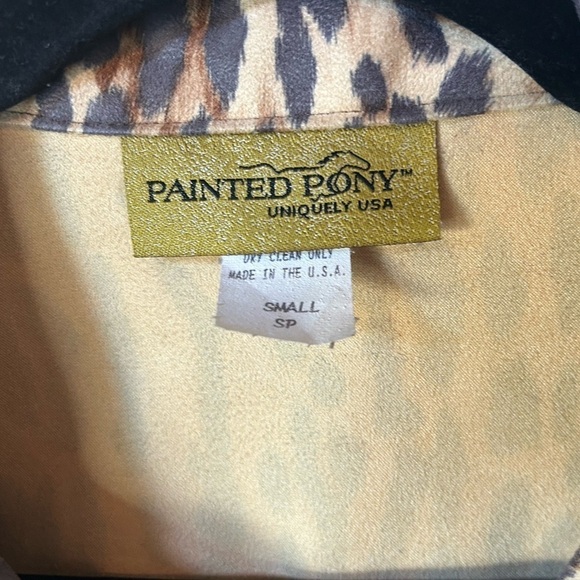 PAINTED PONY™
UNIQUELY USA
DRY CLEAN ONLY
MADE IN THE U.S.A.
SMALL
SP